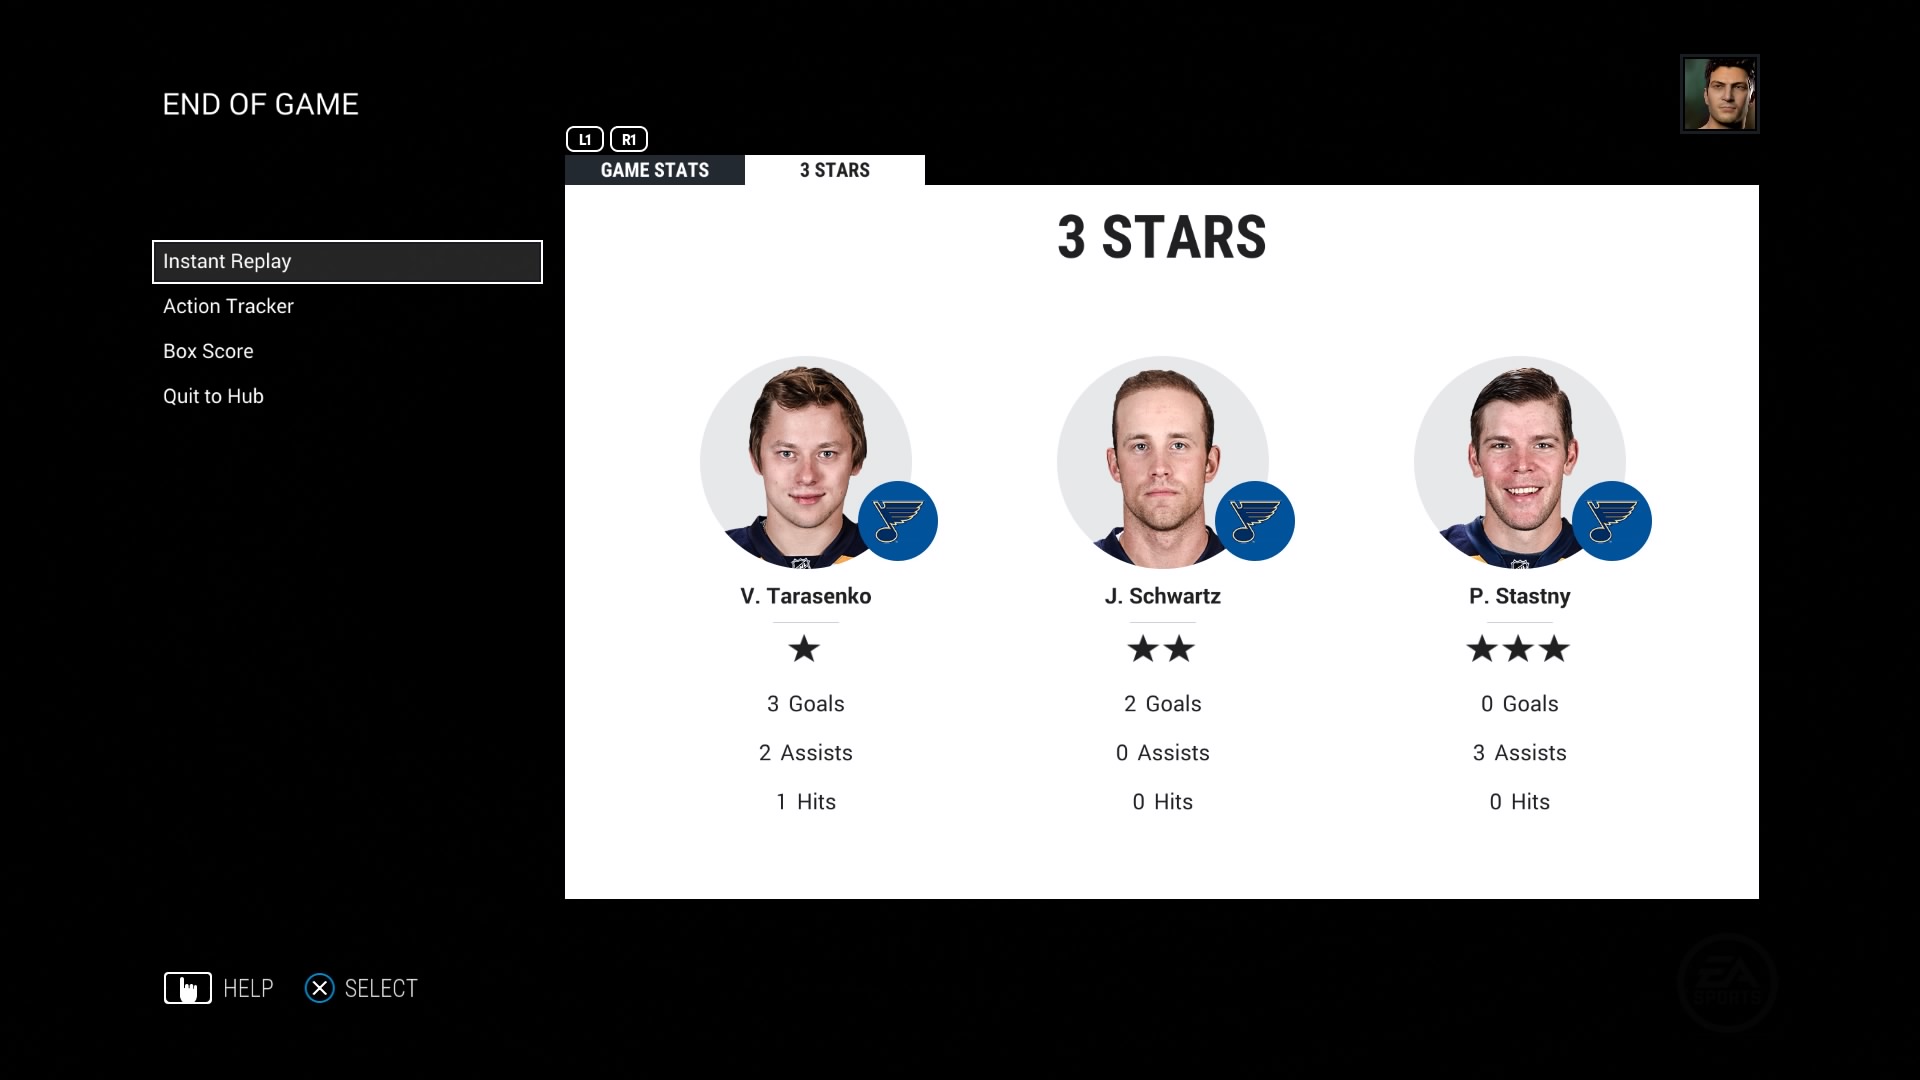 END OF GAME
L1 R1
GAME STATS 3 STARS
3 STARS
Instant Replay
Action Tracker
Box Score
Quit to Hub
V. Tarasenko J. Schwartz P. Stastny
3 Goals 2 Goals 0 Goals
2 Assists 0 Assists 3 Assists
1 Hits 0 Hits 0 Hits
HELP SELECT
EA
SPORTS